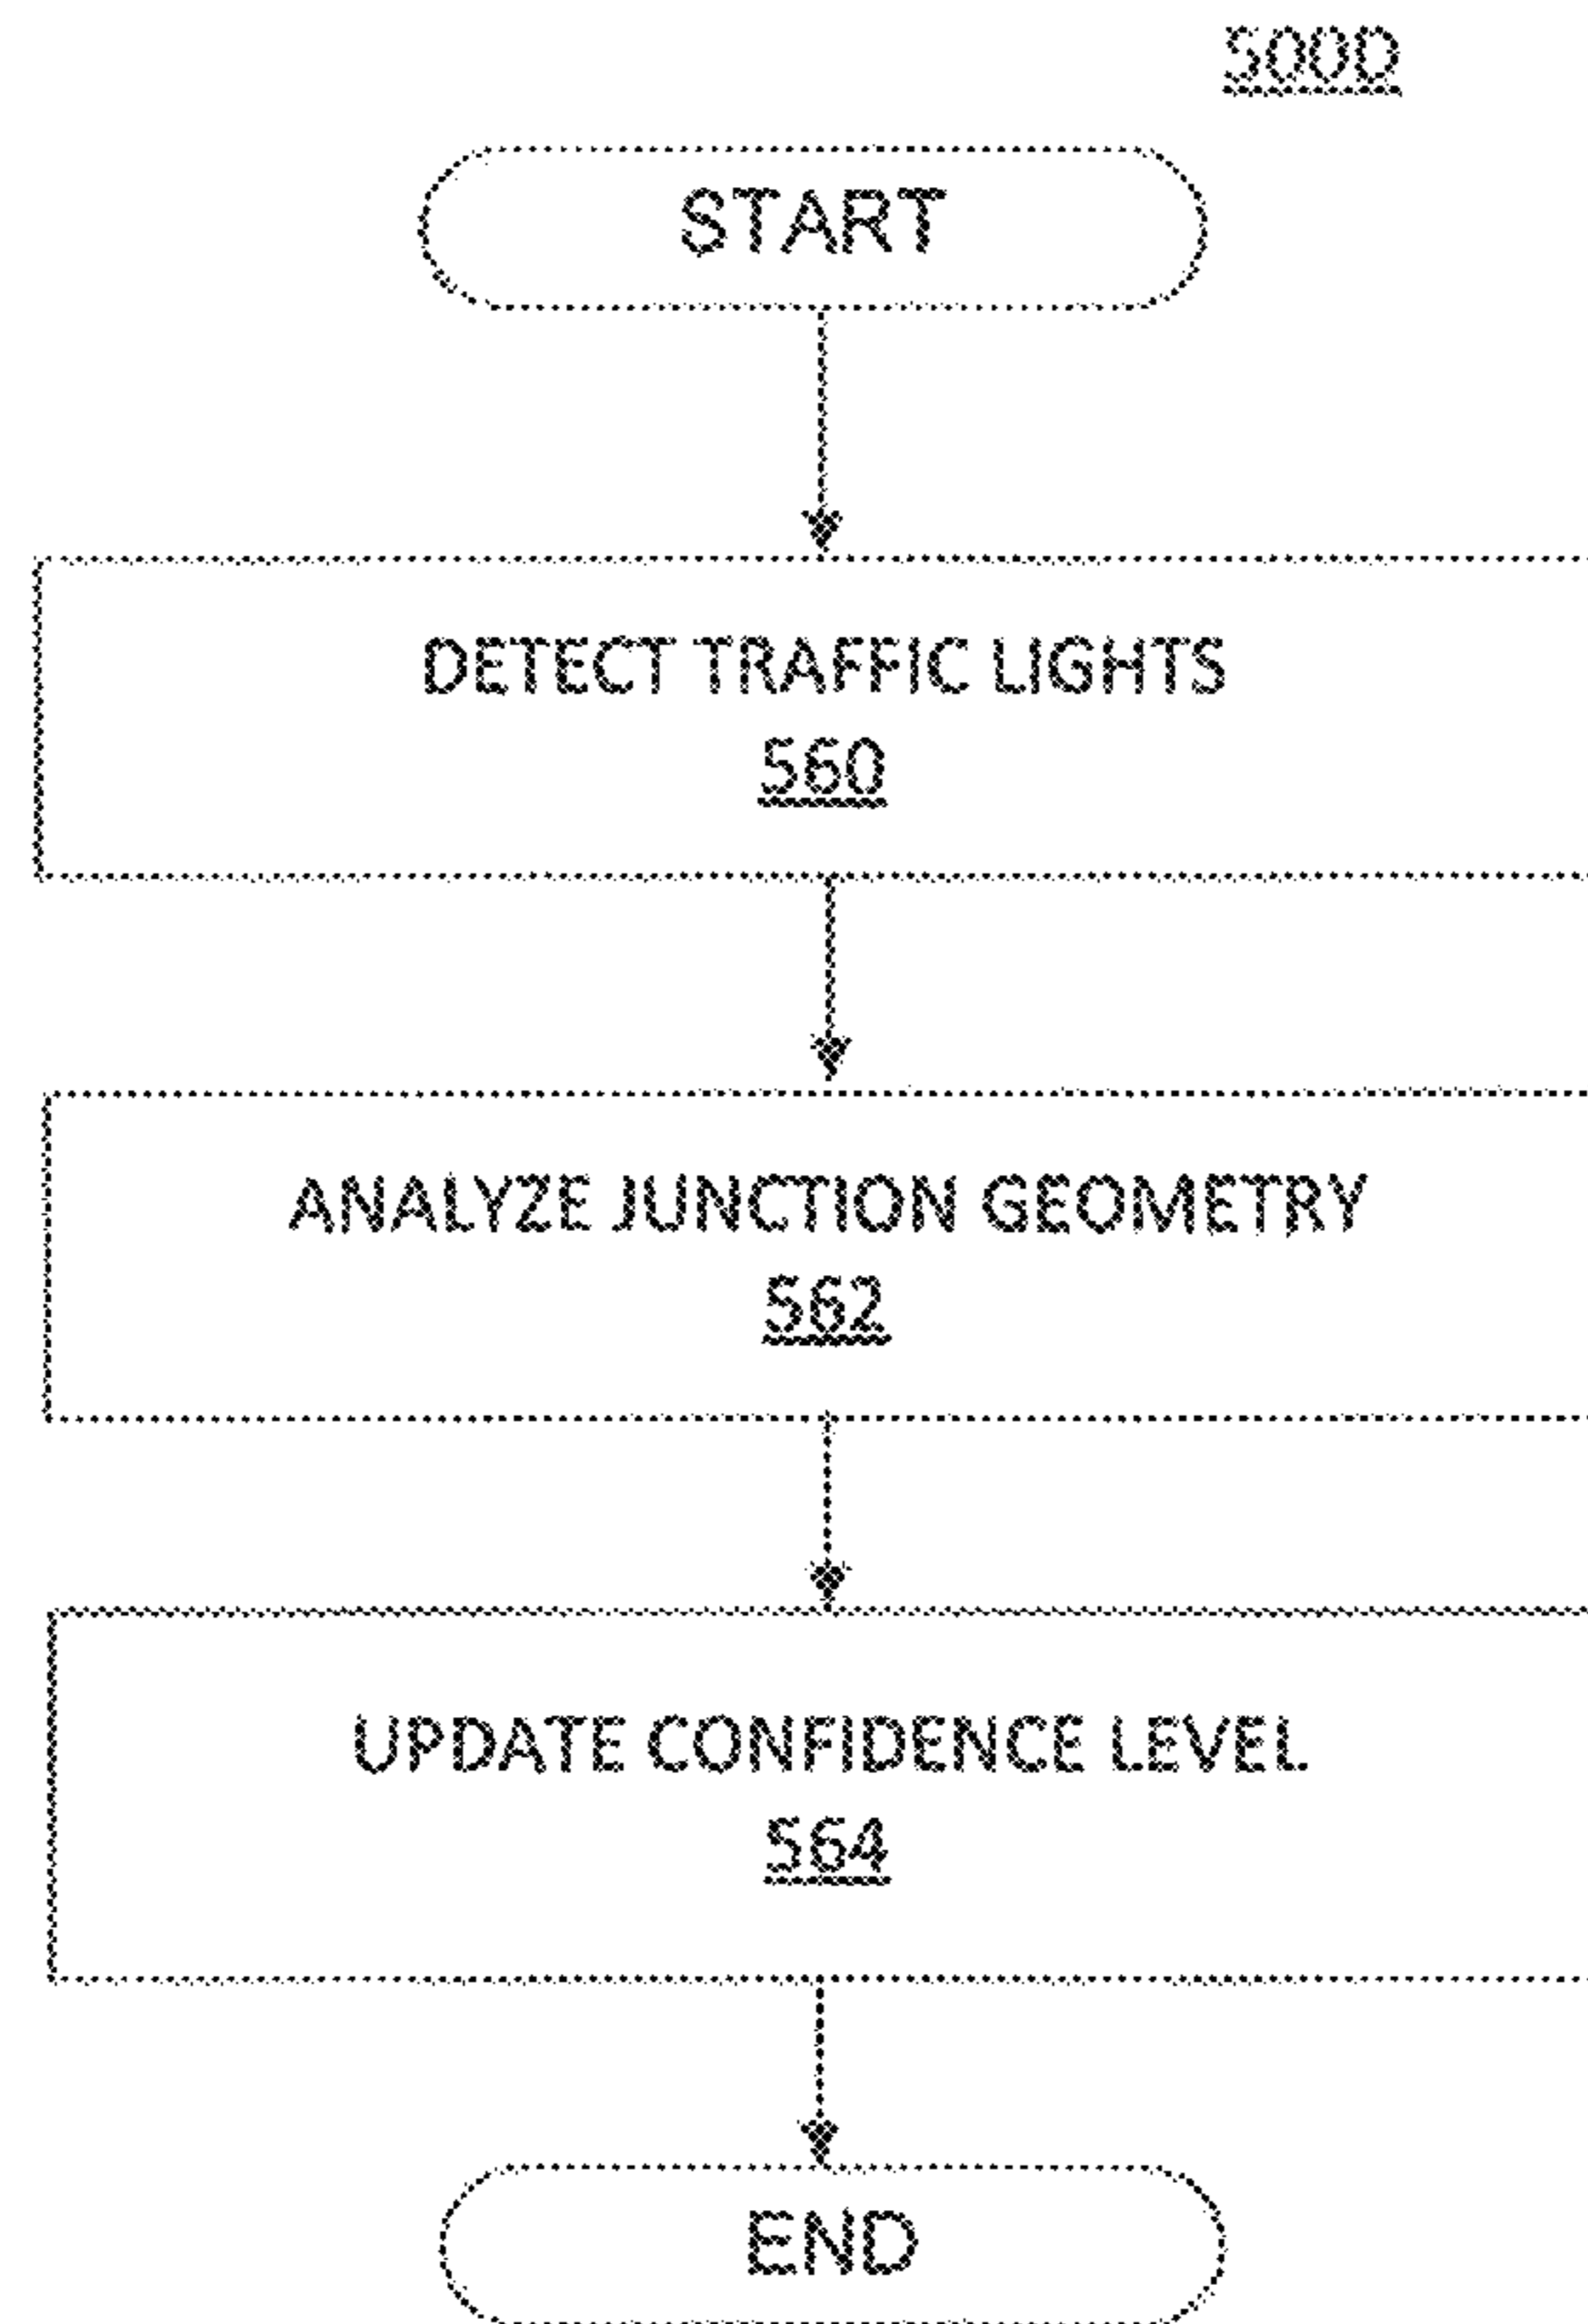 500D
START
DETECT TRAFFIC LIGHTS
560
ANALYZE JUNCTION GEOMETRY
562
UPDATE CONFIDENCE LEVEL
564
END